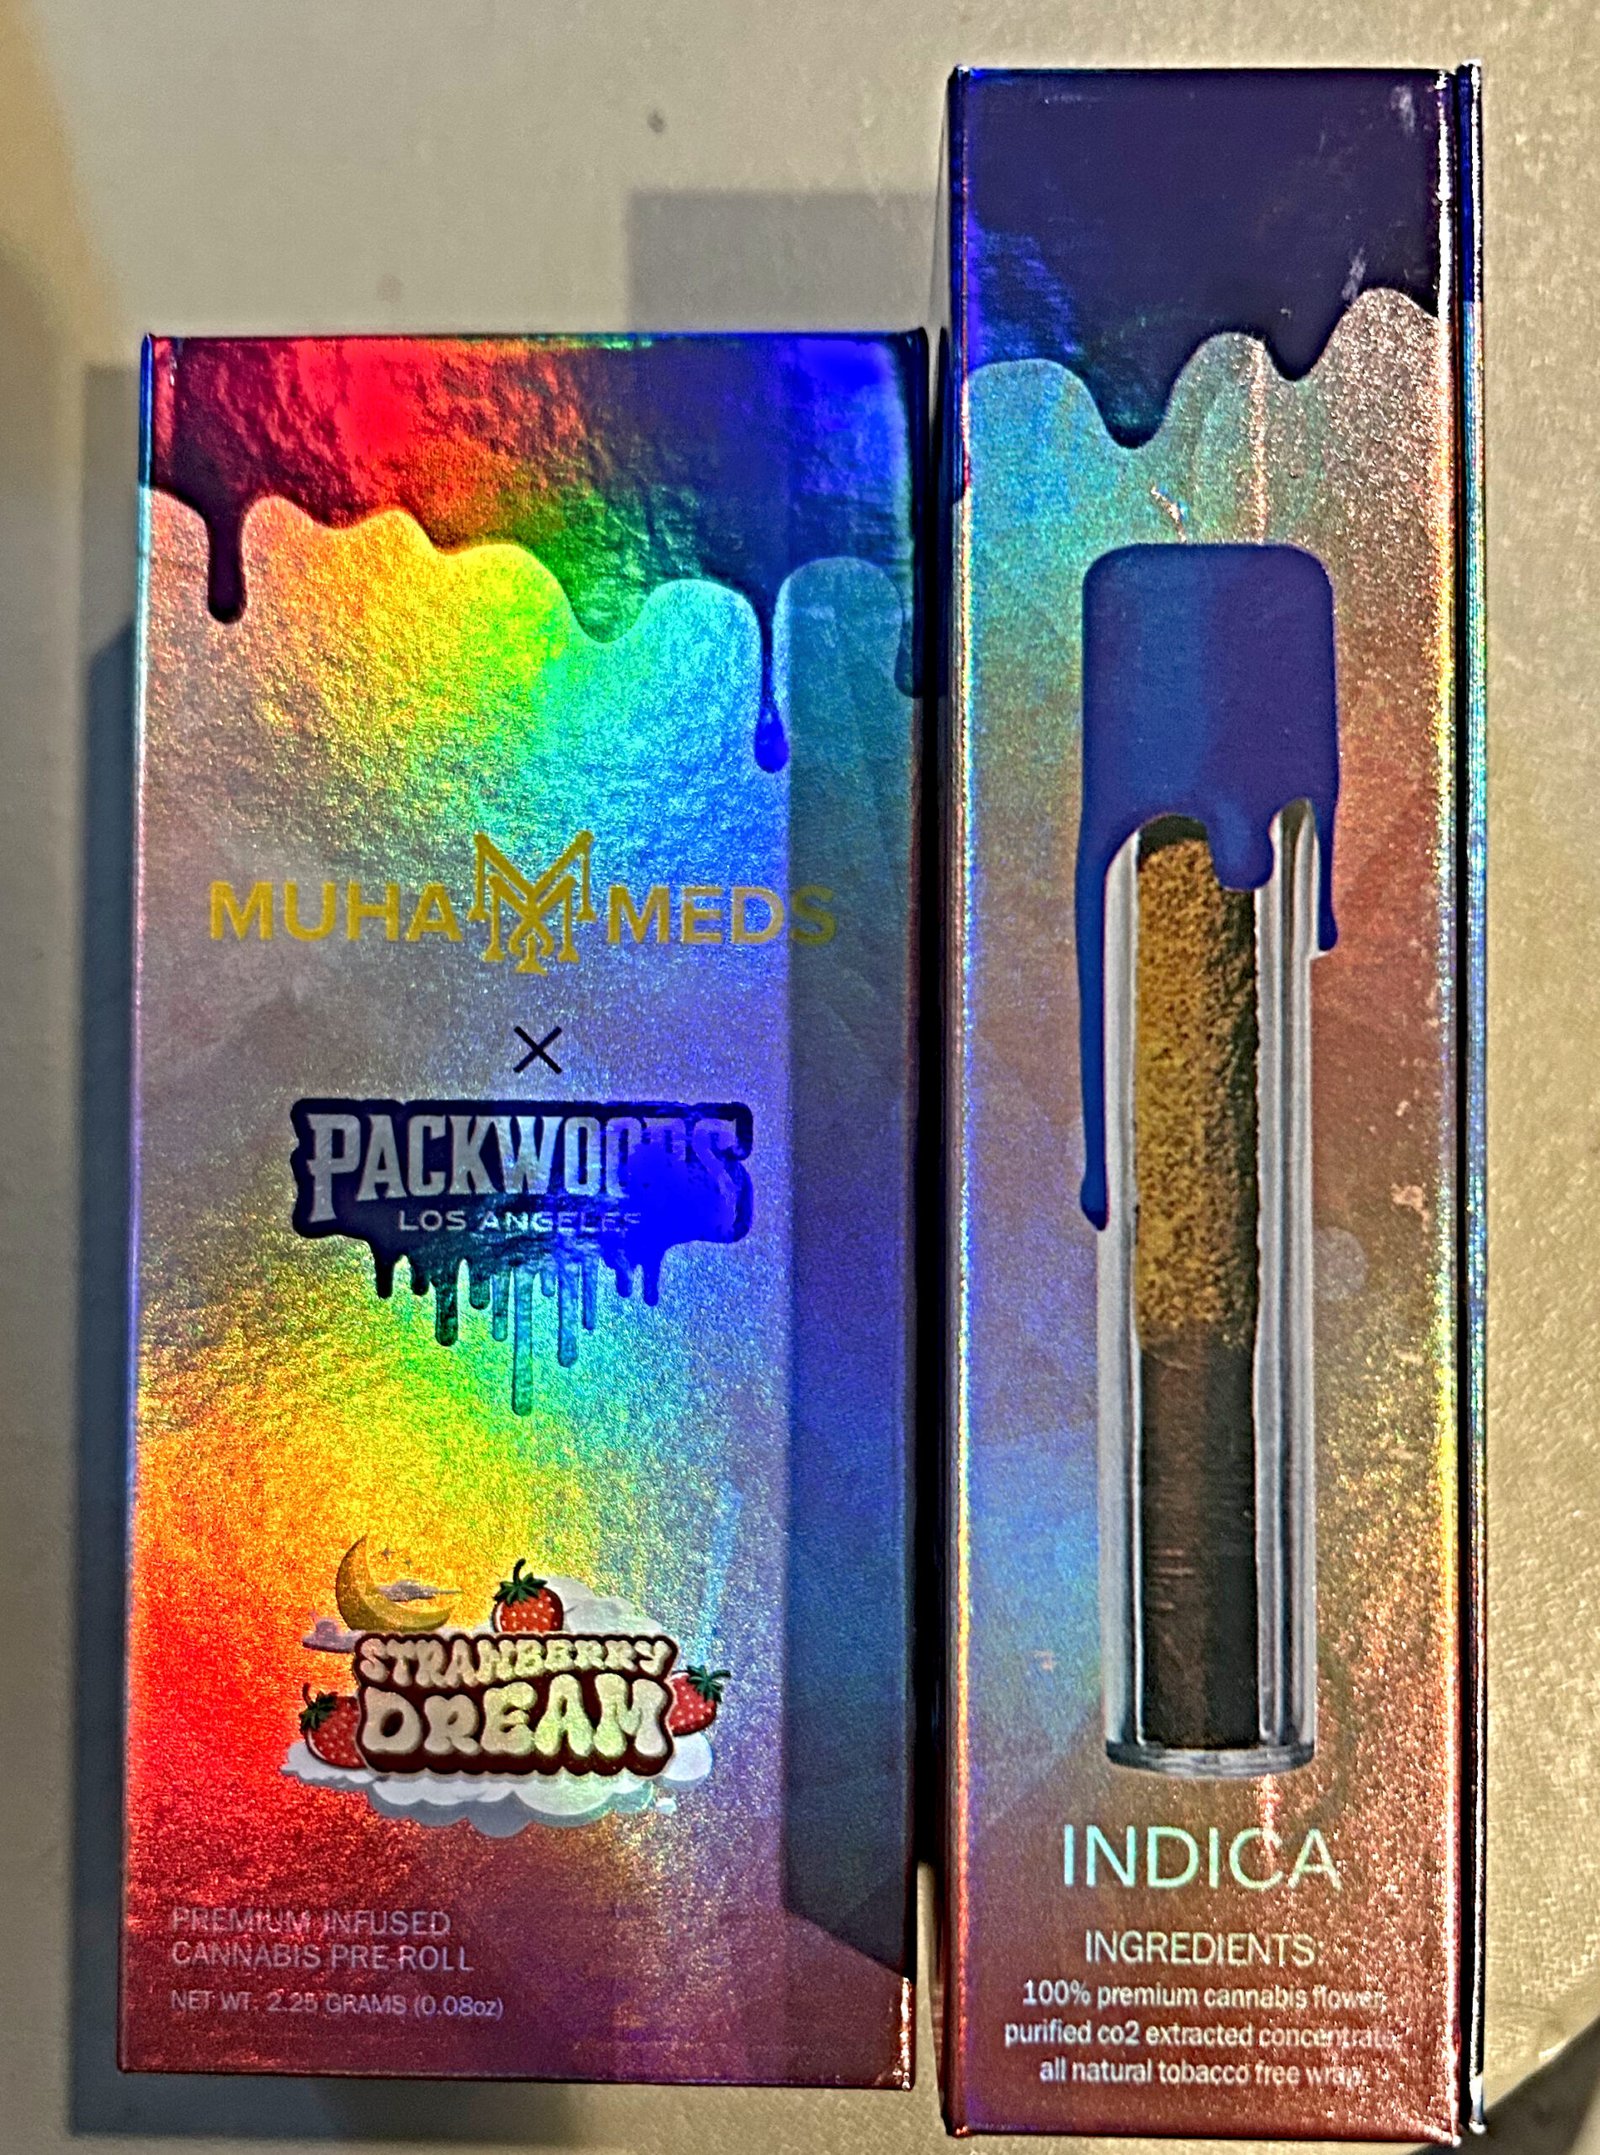 MUHA MEDS
×
PACKWOODS
LOS ANGELES
STRAWBERRY
DREAM
PREMIUM INFUSED
CANNABIS PRE-ROLL
NET WT. 2.25 GRAMS (0.08oz)
INDICA
INGREDIENTS:
100% premium cannabis flower,
purified co2 extracted concentrate,
all natural tobacco free wrap.